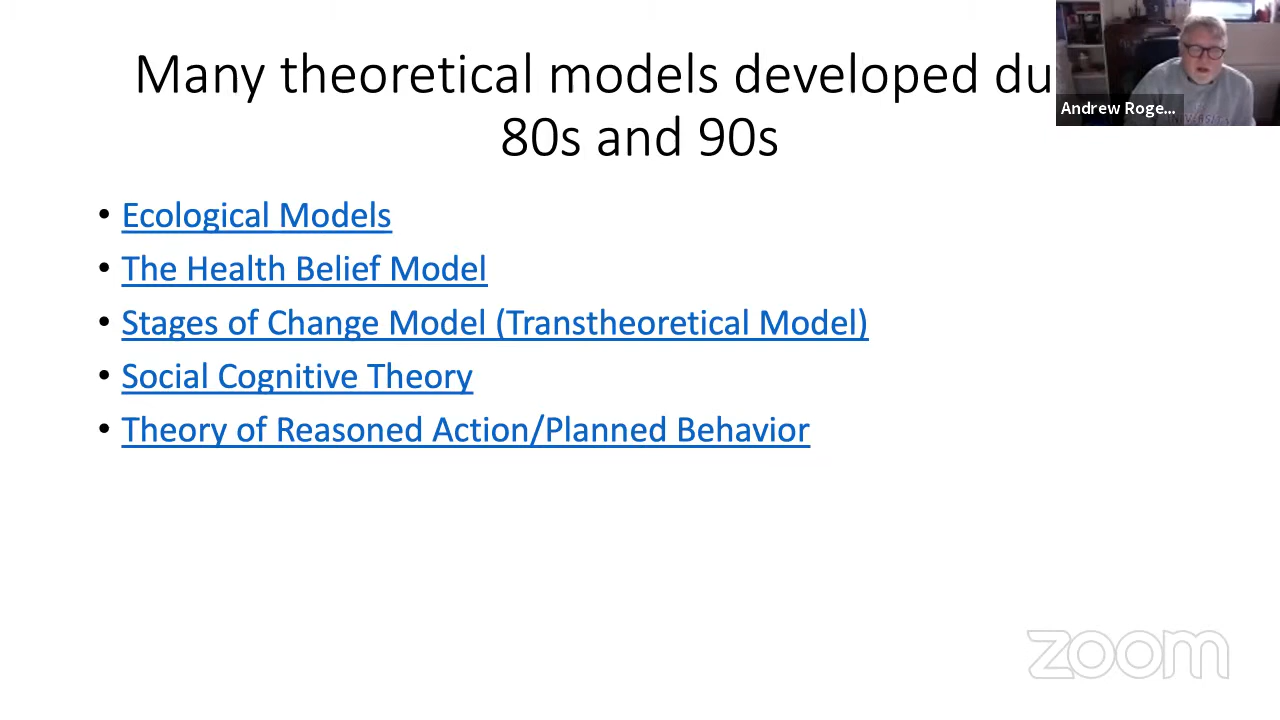 Many theoretical models developed du
80s and 90s
Andrew Roge...
• Ecological Models
• The Health Belief Model
• Stages of Change Model (Transtheoretical Model)
• Social Cognitive Theory
• Theory of Reasoned Action/Planned Behavior
zoom